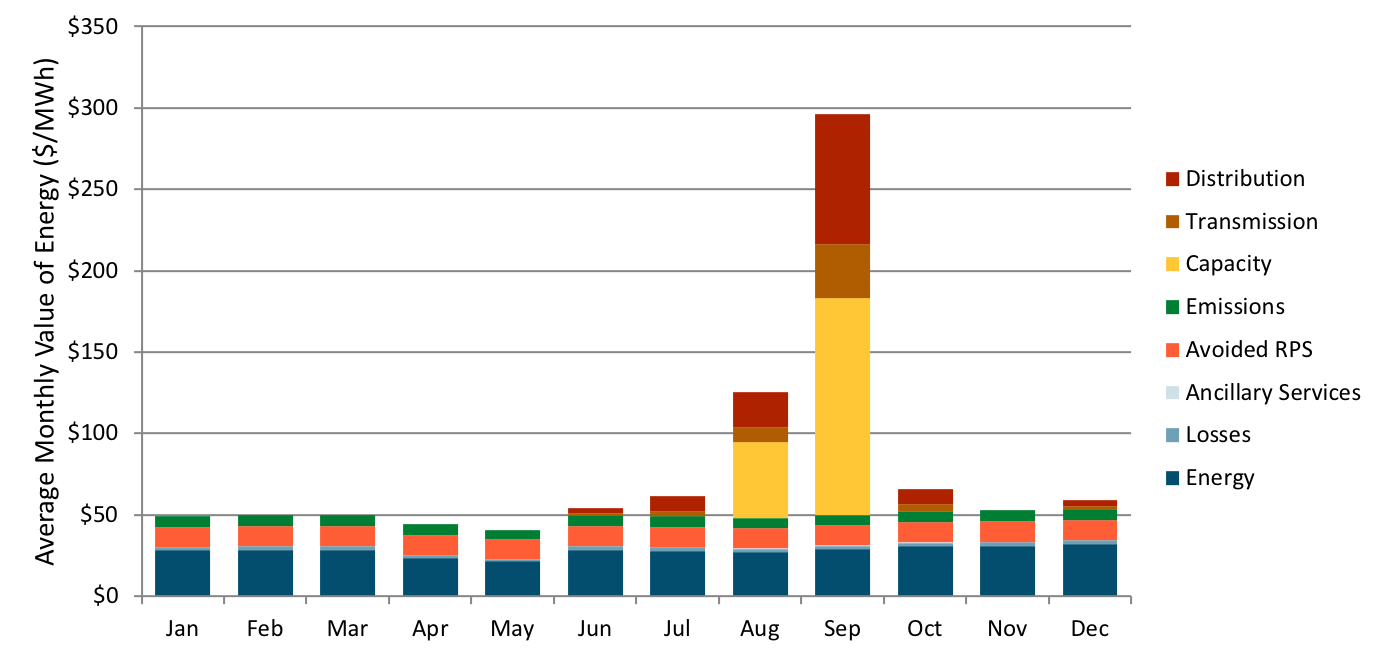 Average Monthly Value of Energy ($/MWh)
$350
$300
$250
$200
$150
$100
$50
$0
Jan Feb Mar Apr May Jun Jul Aug Sep Oct Nov Dec
Distribution
Transmission
Capacity
Emissions
Avoided RPS
Ancillary Services
Losses
Energy